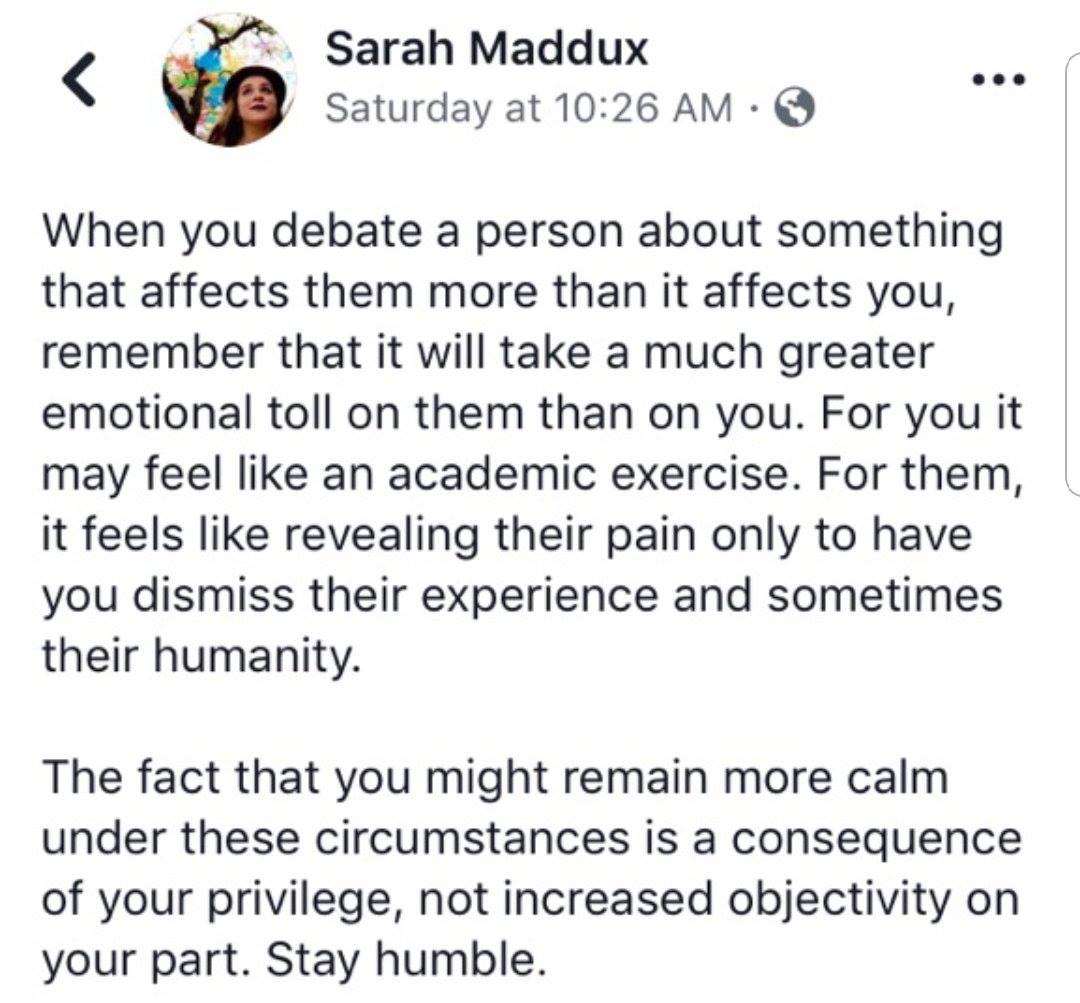 Sarah Maddux
Saturday at 10:26 AM ·
When you debate a person about something
that affects them more than it affects you,
remember that it will take a much greater
emotional toll on them than on you. For you it
may feel like an academic exercise. For them,
it feels like revealing their pain only to have
you dismiss their experience and sometimes
their humanity.
The fact that you might remain more calm
under these circumstances is a consequence
of your privilege, not increased objectivity on
your part. Stay humble.